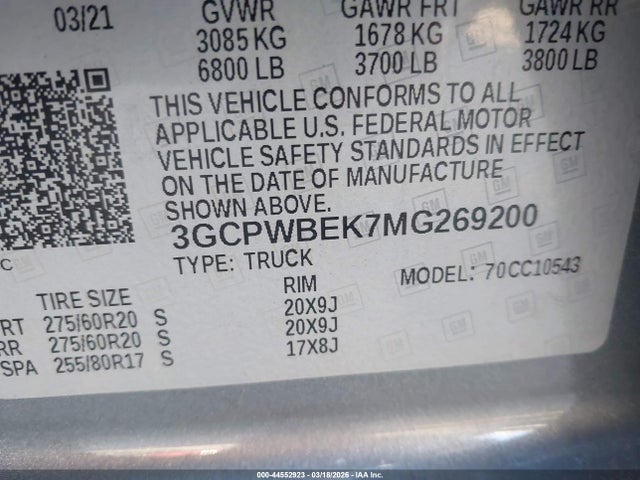 03/21 GVWR GAWR FRT GAWR RR
3085 KG 1678 KG 1724 KG
6800 LB 3700 LB 3800 LB
THIS VEHICLE CONFORMS TO ALL
APPLICABLE U.S. FEDERAL MOTOR
VEHICLE SAFETY STANDARDS IN EFFECT
ON THE DATE OF MANUFACTURE
SHOWN ABOVE.
3GCPWBEK7MG269200
C TYPE: TRUCK MODEL: 70CC10543
TIRE SIZE RIM
FRT 275/60R20 S 20X9J
RR 275/60R20 S 20X9J
SPA 255/80R17 S 17X8J
000-44552923 | 03/18/2026 | IAA Inc.